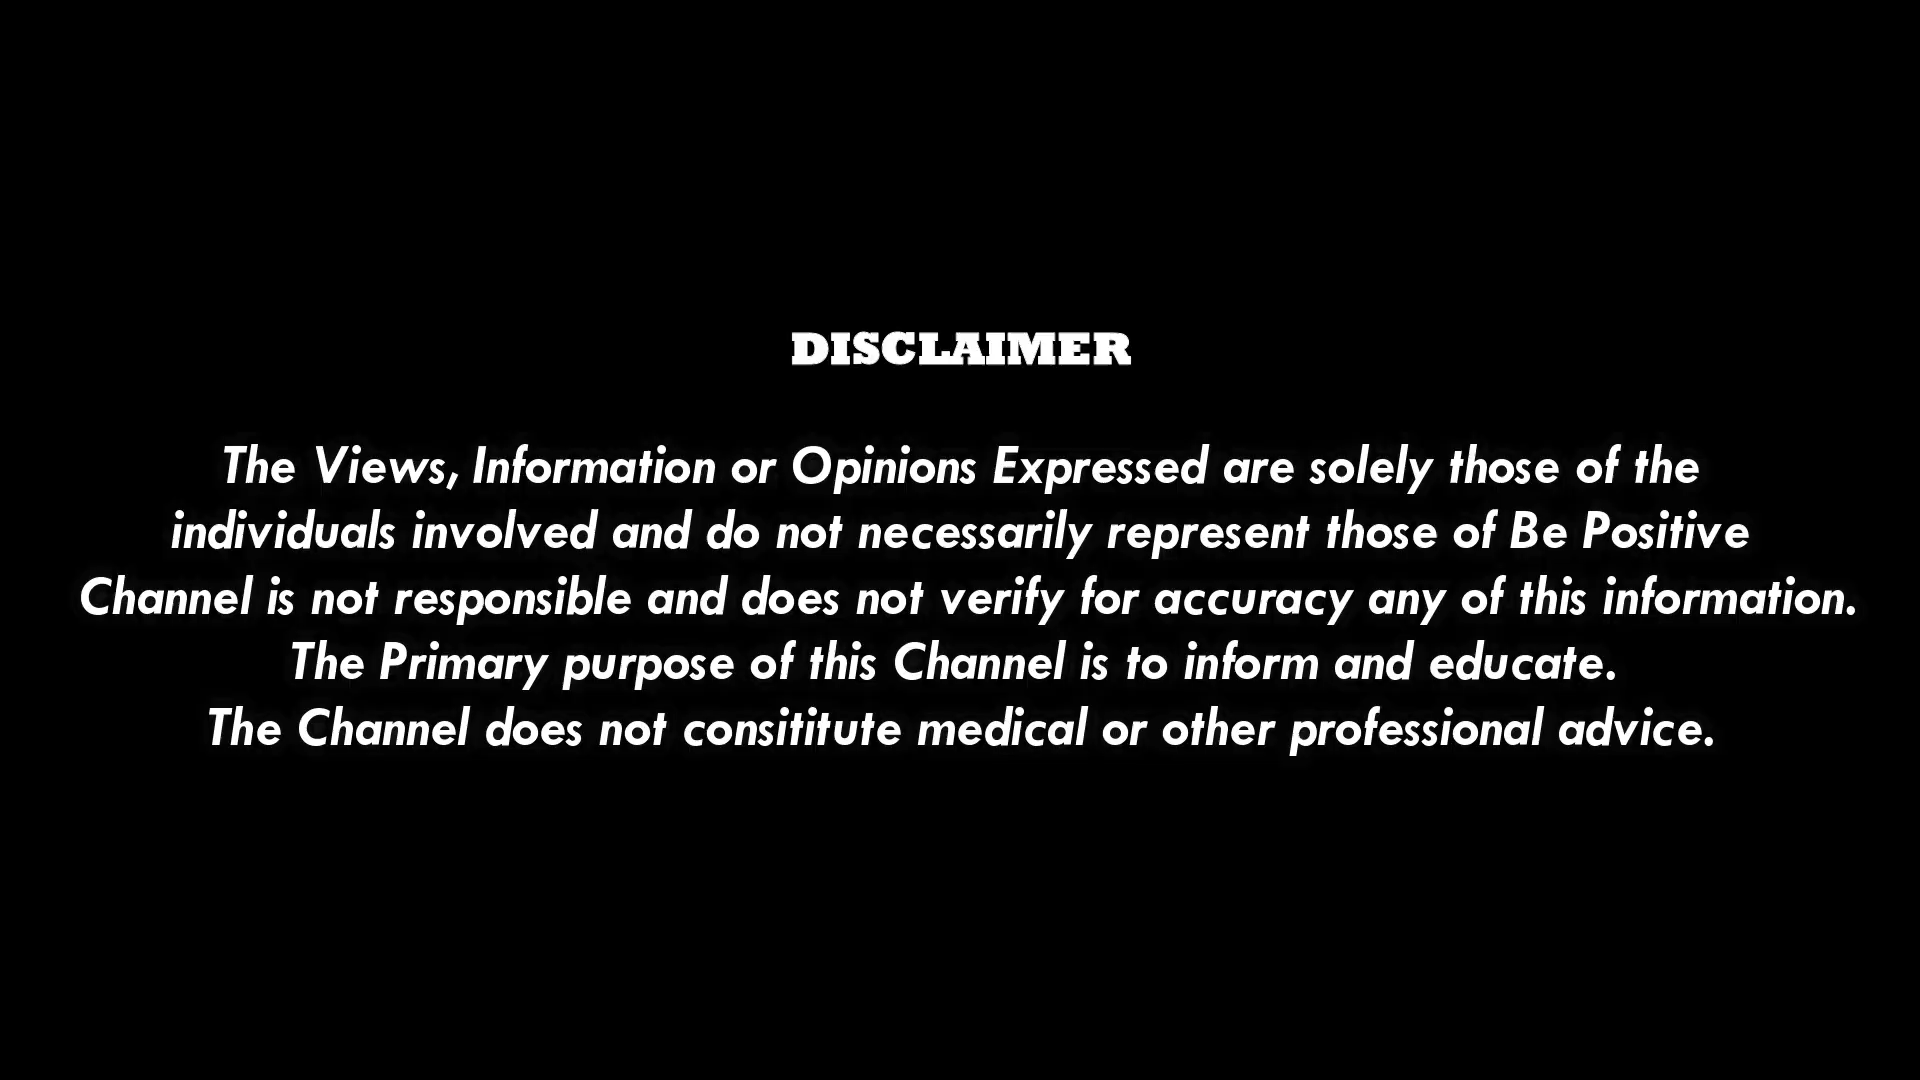 DISCLAIMER
The Views, Information or Opinions Expressed are solely those of the
individuals involved and do not necessarily represent those of Be Positive
Channel is not responsible and does not verify for accuracy any of this information.
The Primary purpose of this Channel is to inform and educate.
The Channel does not consititute medical or other professional advice.